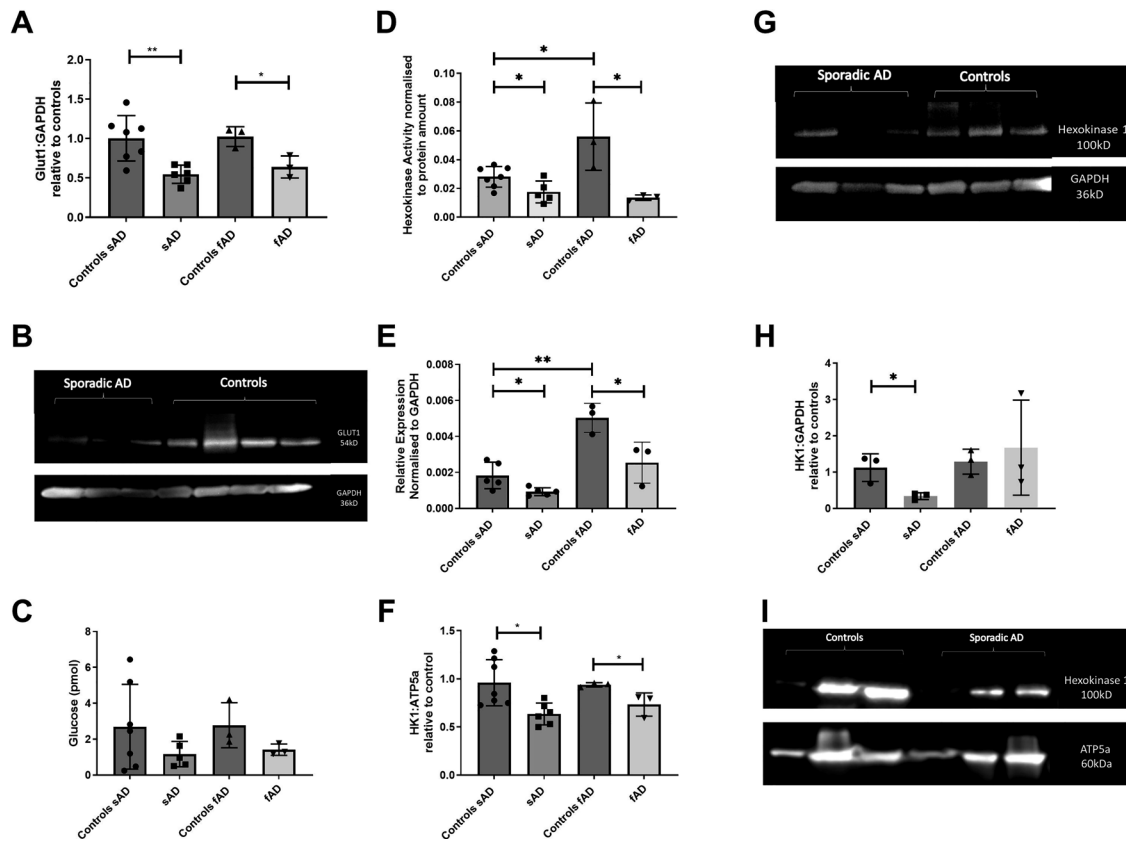 A
Glut1:GAPDH
relative to controls
1.5
**
*
1.0
0.5
0.0
Controls sAD
sAD
Controls fAD
fAD
B
Sporadic AD
Controls
GLUT1
54kD
GAPDH
36kD
C
Glucose (pmol)
8
6
4
2
0
Controls sAD
sAD
Controls fAD
fAD
D
Hexokinase Activity normalised
to protein amount
0.10
*
*
*
0.08
0.06
0.04
0.02
0.00
Controls sAD
sAD
Controls fAD
fAD
E
Relative Expression
Normalised to GAPDH
0.008
**
*
*
0.006
0.004
0.002
0.000
Controls sAD
sAD
Controls fAD
fAD
F
HK1:ATP5a
relative to control
1.5
*
*
1.0
0.5
0.0
Controls sAD
sAD
Controls fAD
fAD
G
Sporadic AD
Controls
Hexokinase 1
100kD
GAPDH
36kD
H
HK1:GAPDH
relative to controls
4
*
3
2
1
0
Controls sAD
sAD
Controls fAD
fAD
I
Controls
Sporadic AD
Hexokinase 1
100kD
ATP5a
60kDa